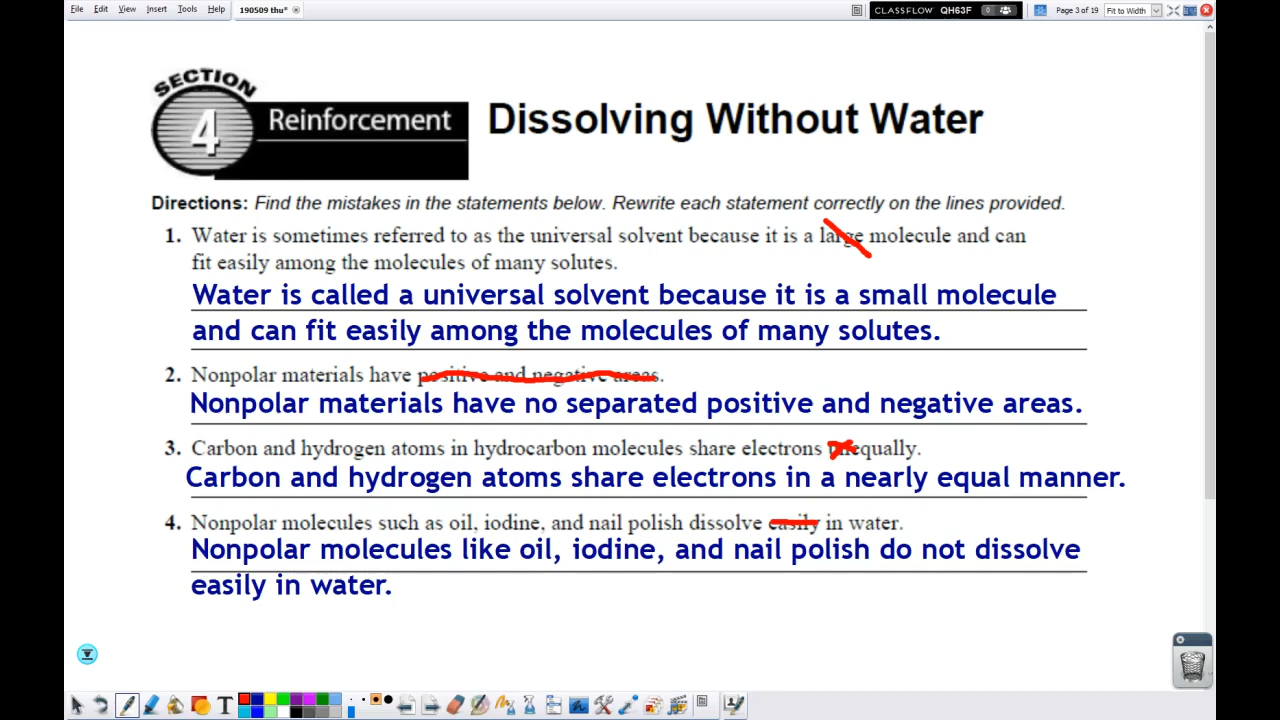 File Edit View Insert Tools Help
190509 thu*
CLASSFLOW QH63F 0
Page 3 of 19
Fit to Width
SECTION
4
Reinforcement
Dissolving Without Water
Directions: Find the mistakes in the statements below. Rewrite each statement correctly on the lines provided.
1. Water is sometimes referred to as the universal solvent because it is a large molecule and can
fit easily among the molecules of many solutes.
Water is called a universal solvent because it is a small molecule
and can fit easily among the molecules of many solutes.
2. Nonpolar materials have positive and negative areas.
Nonpolar materials have no separated positive and negative areas.
3. Carbon and hydrogen atoms in hydrocarbon molecules share electrons unequally.
Carbon and hydrogen atoms share electrons in a nearly equal manner.
4. Nonpolar molecules such as oil, iodine, and nail polish dissolve easily in water.
Nonpolar molecules like oil, iodine, and nail polish do not dissolve
easily in water.
T